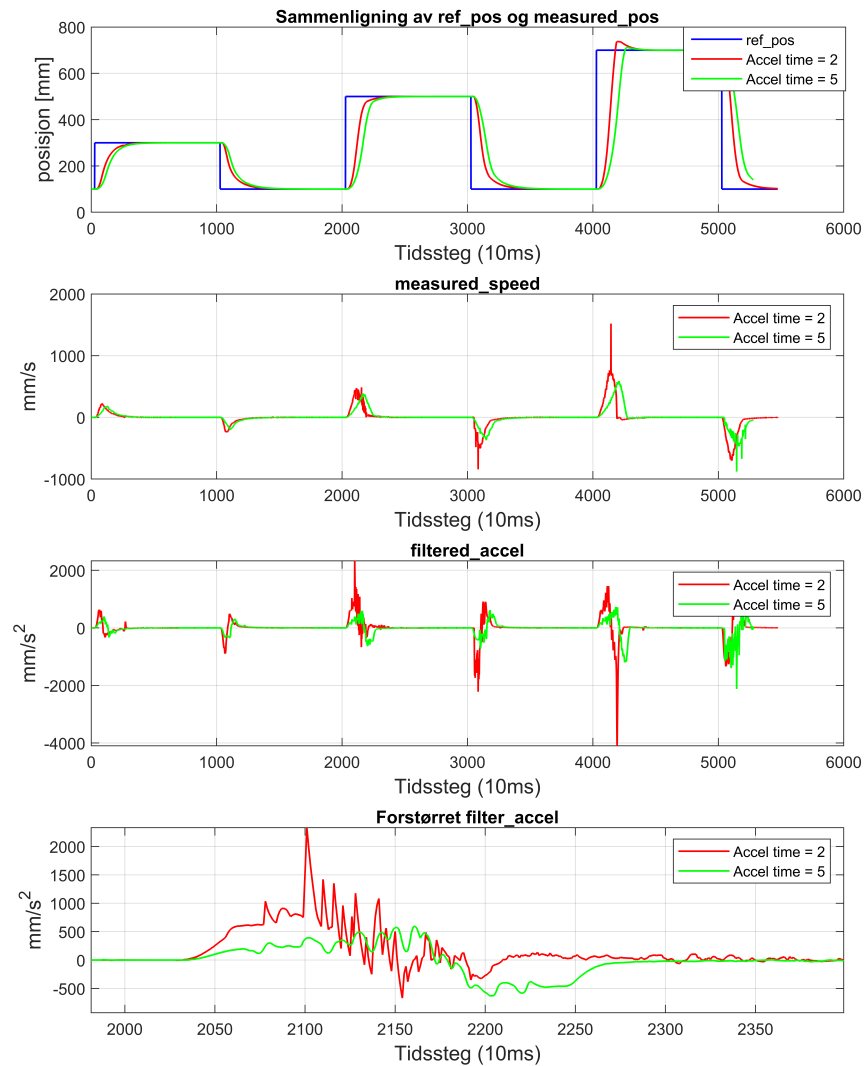 Sammenligning av ref_pos og measured_pos
800
600
400
200
0
posisjon [mm]
ref_pos
Accel time = 2
Accel time = 5
0 1000 2000 3000 4000 5000 6000
Tidssteg (10ms)
measured_speed
2000
1000
0
-1000
mm/s
Accel time = 2
Accel time = 5
0 1000 2000 3000 4000 5000 6000
Tidssteg (10ms)
filtered_accel
2000
0
-2000
-4000
mm/s²
Accel time = 2
Accel time = 5
0 1000 2000 3000 4000 5000 6000
Tidssteg (10ms)
Forstørret filter_accel
2000
1500
1000
500
0
-500
mm/s²
Accel time = 2
Accel time = 5
2000 2050 2100 2150 2200 2250 2300 2350
Tidssteg (10ms)